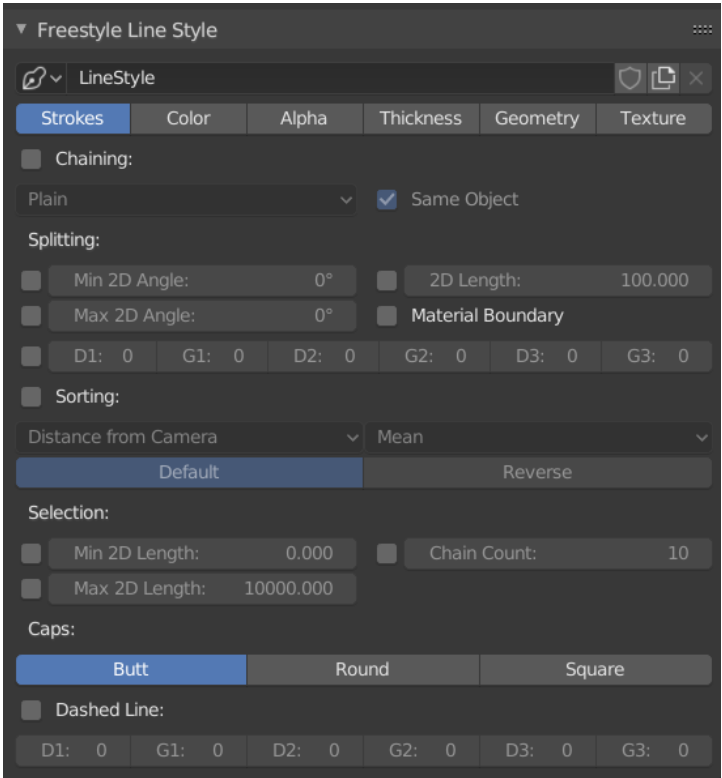 Freestyle Line Style
LineStyle
Strokes Color Alpha Thickness Geometry Texture
Chaining:
Plain Same Object
Splitting:
Min 2D Angle: 0° 2D Length: 100.000
Max 2D Angle: 0° Material Boundary
D1: 0 G1: 0 D2: 0 G2: 0 D3: 0 G3: 0
Sorting:
Distance from Camera Mean
Default Reverse
Selection:
Min 2D Length: 0.000 Chain Count: 10
Max 2D Length: 10000.000
Caps:
Butt Round Square
Dashed Line:
D1: 0 G1: 0 D2: 0 G2: 0 D3: 0 G3: 0